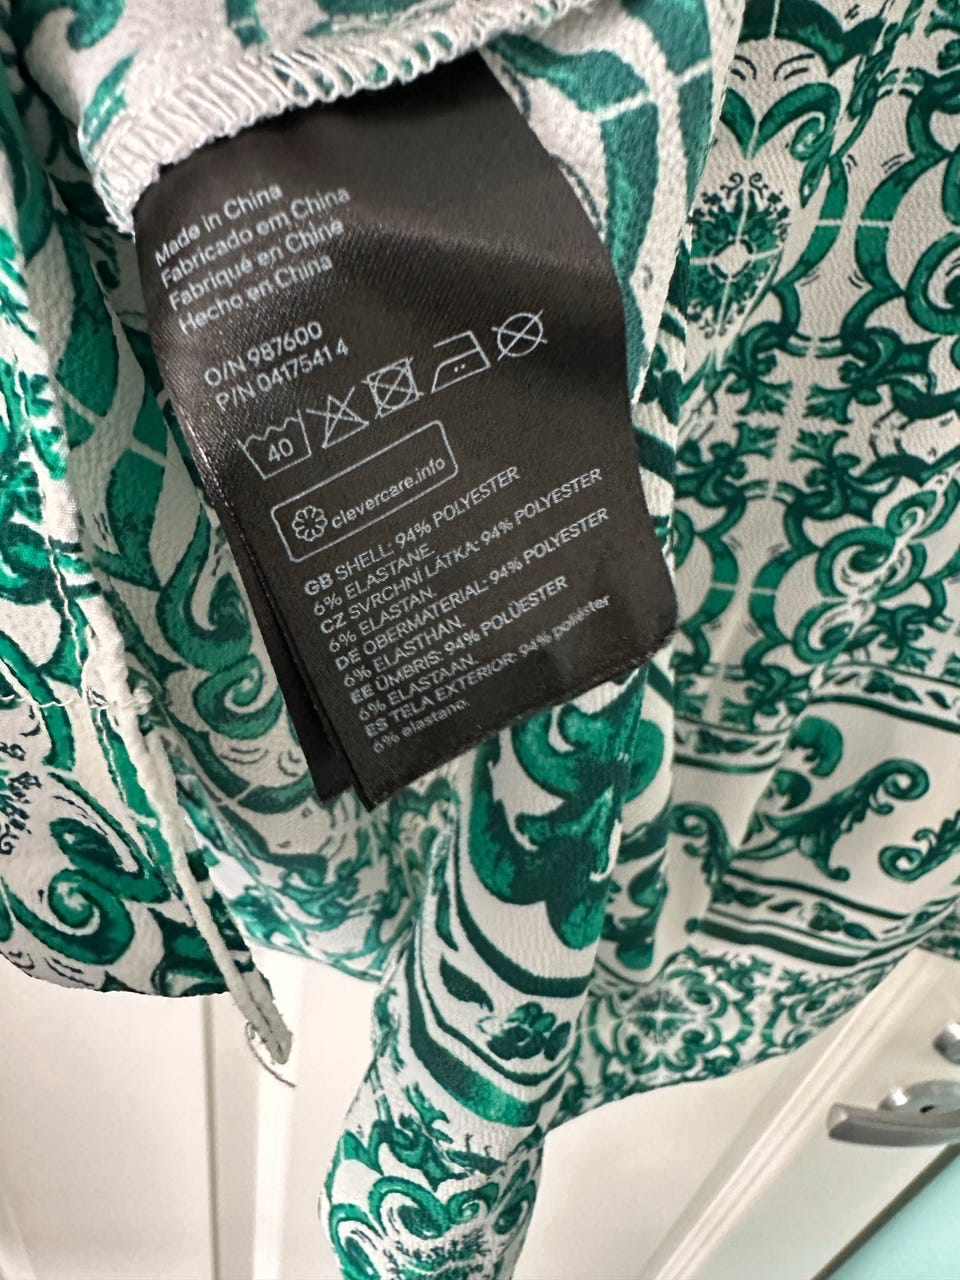 Made in China
Fabricado em China
Fabriqué en Chine
Hecho en China
O/N 987600
P/N 04175414
40
clevercare.info
GB SHELL: 94% POLYESTER
6% ELASTANE.
CZ SVRCHNI LÁTKA: 94% POLYESTER
6% ELASTAN.
DE OBERMATERIAL: 94% POLYESTER
6% ELASTHAN.
EE ÜMBRIS: 94% POLÜESTER
6% ELASTAAN.
ES TELA EXTERIOR: 94% poliéster
6% elastano.